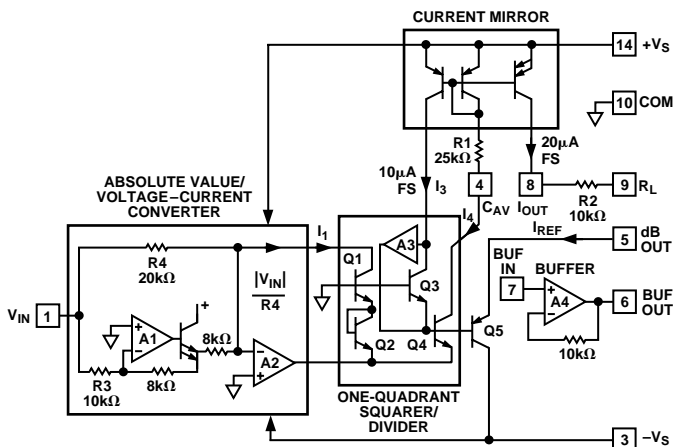 CURRENT MIRROR
14 +VS
10 COM
R1
25kΩ
10µA
FS
I3
20µA
FS
4
CAV
8
IOUT
9 RL
R2
10kΩ
ABSOLUTE VALUE/
VOLTAGE–CURRENT
CONVERTER
I1
I4
IREF
5 dB
OUT
R4
20kΩ
|VIN|
R4
A3
Q1
Q3
BUF
IN
7
BUFFER
A4
6 BUF
OUT
10kΩ
VIN 1
+
A1
+
–
8kΩ
R3
10kΩ
8kΩ
–
A2
+
Q2
Q4
Q5
+
–
ONE-QUADRANT
SQUARER/
DIVIDER
3 –VS